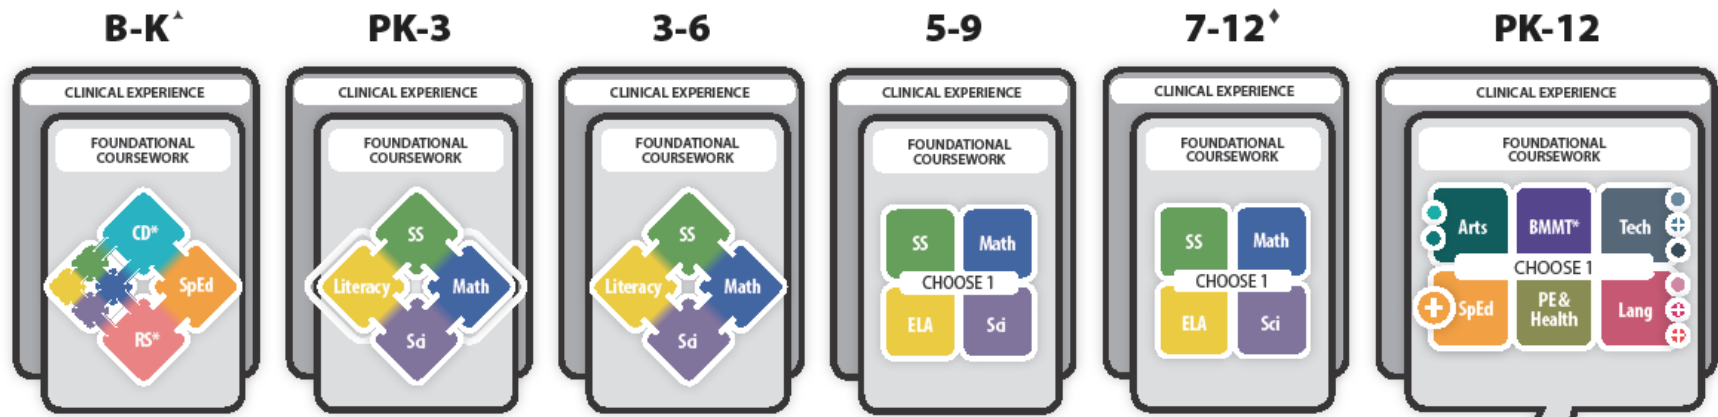 B-K▲
PK-3
3-6
5-9
7-12♦
PK-12
CLINICAL EXPERIENCE
FOUNDATIONAL
COURSEWORK
CD*
SpEd
RS*
CLINICAL EXPERIENCE
FOUNDATIONAL
COURSEWORK
SS
Literacy
Math
Sci
CLINICAL EXPERIENCE
FOUNDATIONAL
COURSEWORK
SS
Literacy
Math
Sci
CLINICAL EXPERIENCE
FOUNDATIONAL
COURSEWORK
SS
Math
CHOOSE 1
ELA
Sci
CLINICAL EXPERIENCE
FOUNDATIONAL
COURSEWORK
SS
Math
CHOOSE 1
ELA
Sci
CLINICAL EXPERIENCE
FOUNDATIONAL
COURSEWORK
Arts
BMMT*
Tech
CHOOSE 1
SpEd
PE &
Health
Lang